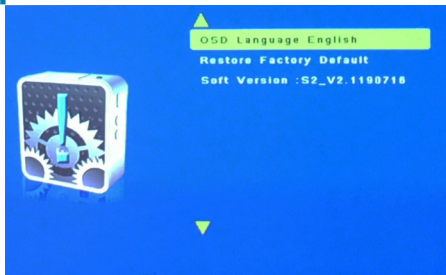 OSD Language English
Restore Factory Default
Soft Version :S2_V2.1190716